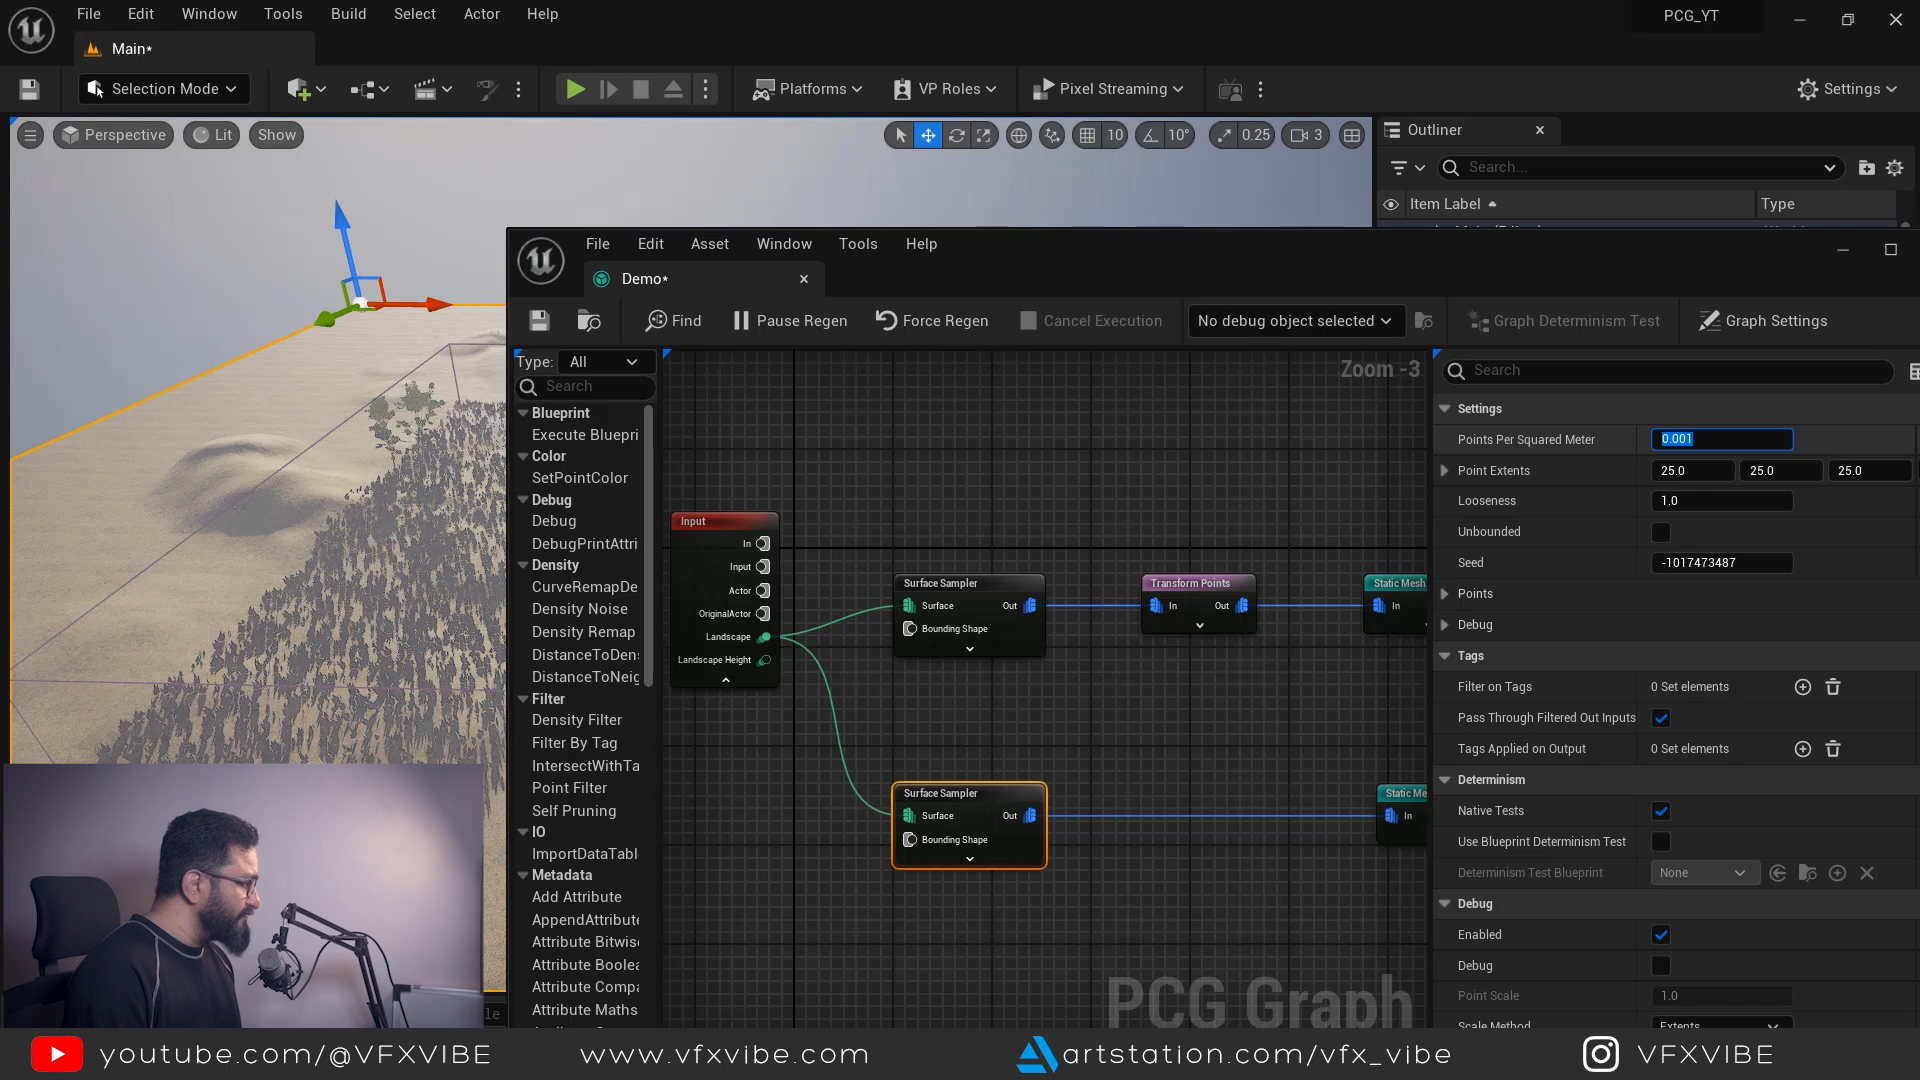 File Edit Window Tools Build Select Actor Help
PCG_YT
Main*
Selection Mode
Platforms
VP Roles
Pixel Streaming
Settings
Perspective
Lit
Show
10
10°
0.25
3
Outliner
Search...
Item Label
Type
File Edit Asset Window Tools Help
Demo*
Find
Pause Regen
Force Regen
Cancel Execution
No debug object selected
Graph Determinism Test
Graph Settings
Type: All
Search
Blueprint
Execute Bluepri
Color
SetPointColor
Debug
Debug
DebugPrintAttri
Density
CurveRemapDe
Density Noise
Density Remap
DistanceToDen
DistanceToNeig
Filter
Density Filter
Filter By Tag
IntersectWithTa
Point Filter
Self Pruning
IO
ImportDataTabl
Metadata
Add Attribute
AppendAttribute
Attribute Bitwis
Attribute Boolea
Attribute Compa
Attribute Maths
Zoom -3
Input
In
Input
Actor
OriginalActor
Landscape
Landscape Height
Surface Sampler
Surface Out
Bounding Shape
Transform Points
In Out
Static Mesh
In
Surface Sampler
Surface Out
Bounding Shape
Static Me
In
PCG Graph
Search
Settings
Points Per Squared Meter 0.001
Point Extents 25.0 25.0 25.0
Looseness 1.0
Unbounded
Seed -1017473487
Points
Debug
Tags
Filter on Tags 0 Set elements
Pass Through Filtered Out Inputs
Tags Applied on Output 0 Set elements
Determinism
Native Tests
Use Blueprint Determinism Test
Determinism Test Blueprint None
Debug
Enabled
Debug
Point Scale 1.0
Scale Method Extents
youtube.com/@VFXVIBE
www.vfxvibe.com
artstation.com/vfx_vibe
VFXVIBE